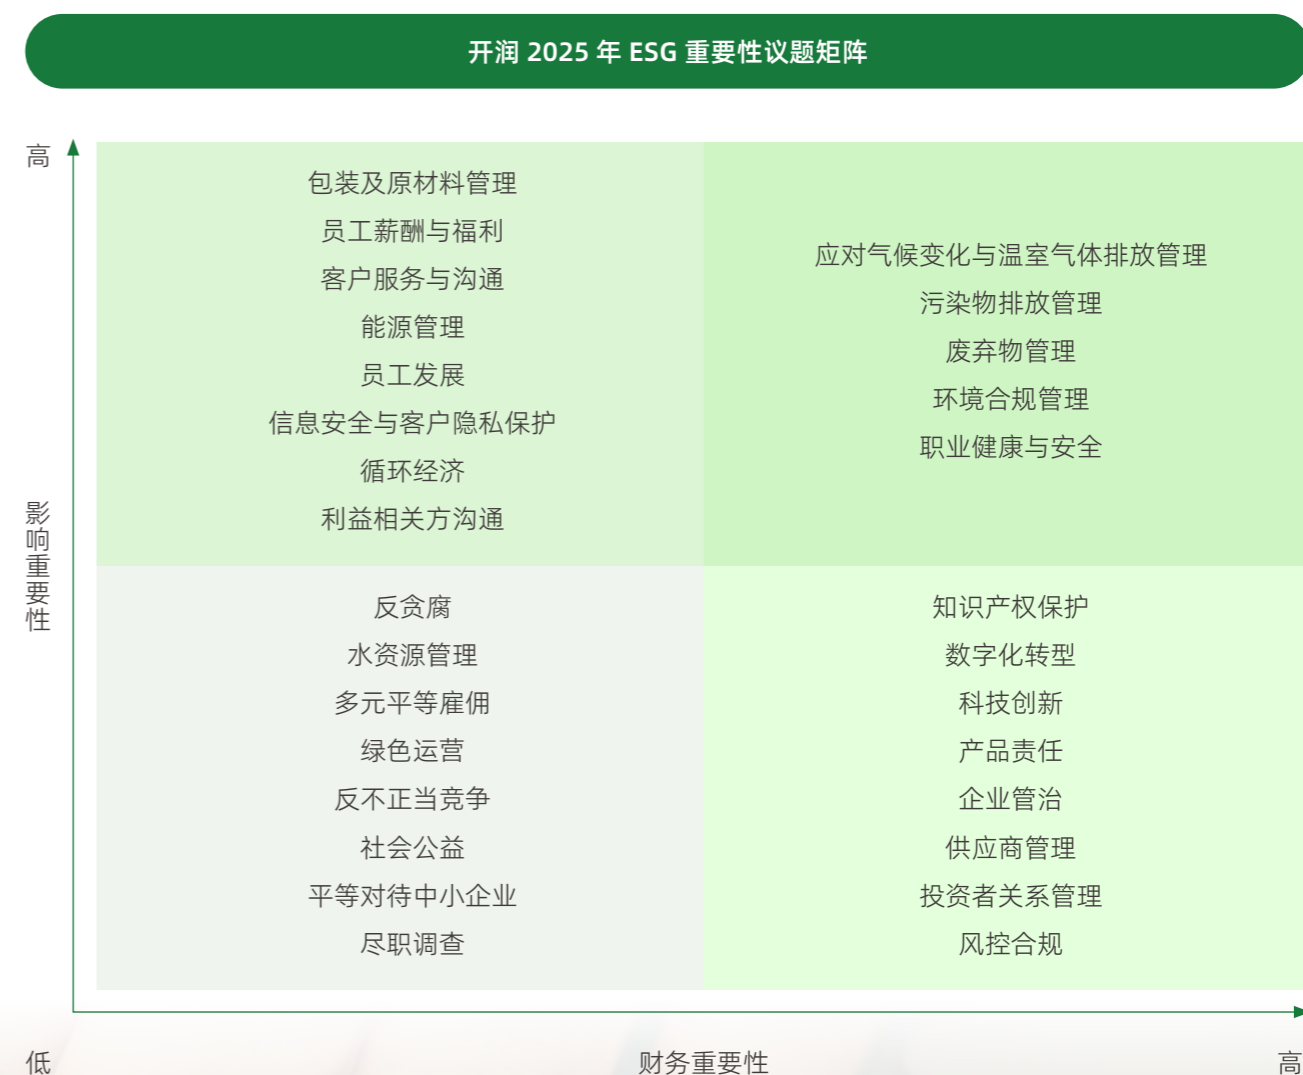 开润 2025 年 ESG 重要性议题矩阵
高
包装及原材料管理
员工薪酬与福利
客户服务与沟通
能源管理
员工发展
信息安全与客户隐私保护
循环经济
利益相关方沟通
应对气候变化与温室气体排放管理
污染物排放管理
废弃物管理
环境合规管理
职业健康与安全
影响重要性
反贪腐
水资源管理
多元平等雇佣
绿色运营
反不正当竞争
社会公益
平等对待中小企业
尽职调查
知识产权保护
数字化转型
科技创新
产品责任
企业管治
供应商管理
投资者关系管理
风控合规
低
财务重要性
高